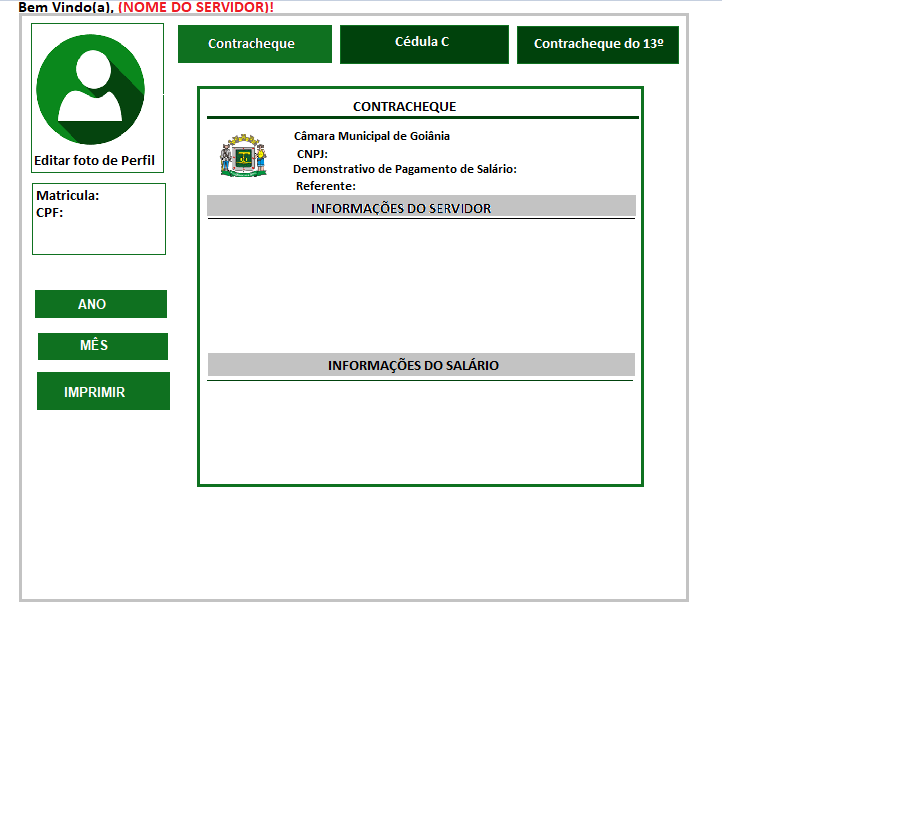 Bem Vindo(a), (NOME DO SERVIDOR)!
Contracheque
Cédula C
Contracheque do 13º
Editar foto de Perfil
Matricula:
CPF:
ANO
MÊS
IMPRIMIR
CONTRACHEQUE
Câmara Municipal de Goiânia
CNPJ:
Demonstrativo de Pagamento de Salário:
Referente:
INFORMAÇÕES DO SERVIDOR
INFORMAÇÕES DO SALÁRIO